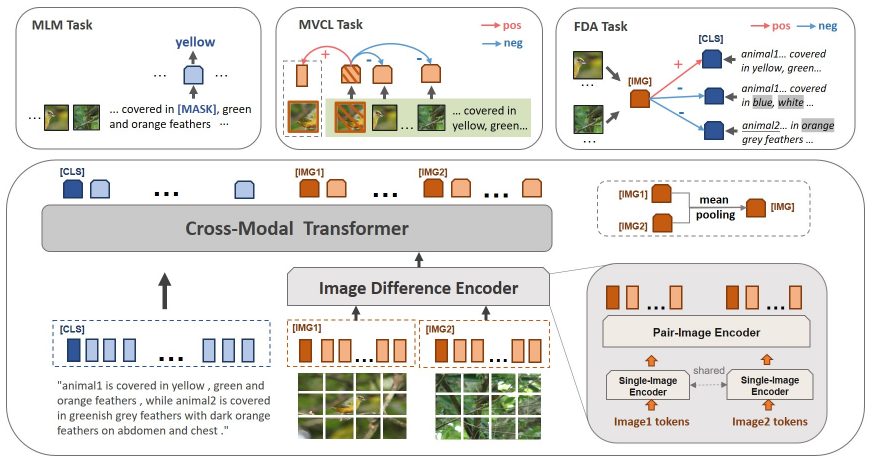 MLM Task
yellow
... ...
... covered in [MASK], green
and orange feathers ...
...
MVCL Task
pos
neg
+ - -
... covered in
yellow, green...
...
FDA Task
pos
neg
[CLS]
[IMG]
+
-
-
animal1... covered
in yellow, green...
animal1... covered
in blue, white ...
animal2... in orange
grey feathers ...
...
...
[CLS]
...
[IMG1]
...
[IMG2]
...
Cross-Modal Transformer
[IMG1]
[IMG2]
mean
pooling
[IMG]
Image Difference Encoder
[CLS]
...
[IMG1]
...
[IMG2]
...
"animal1 is covered in yellow , green and
orange feathers , while animal2 is covered
in greenish grey feathers with dark orange
feathers on abdomen and chest ."
... ...
Pair-Image Encoder
Single-Image
Encoder
shared
Single-Image
Encoder
Image1 tokens
Image2 tokens